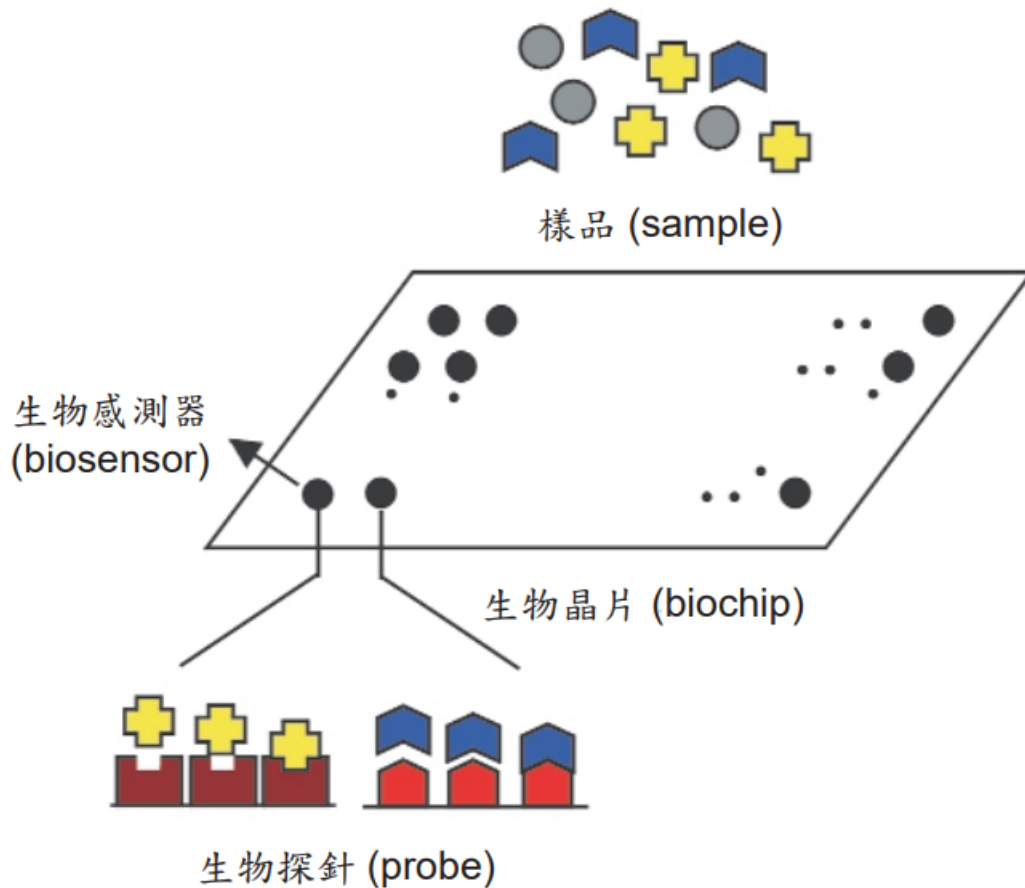 樣品 (sample)
生物感測器
(biosensor)
生物晶片 (biochip)
生物探針 (probe)